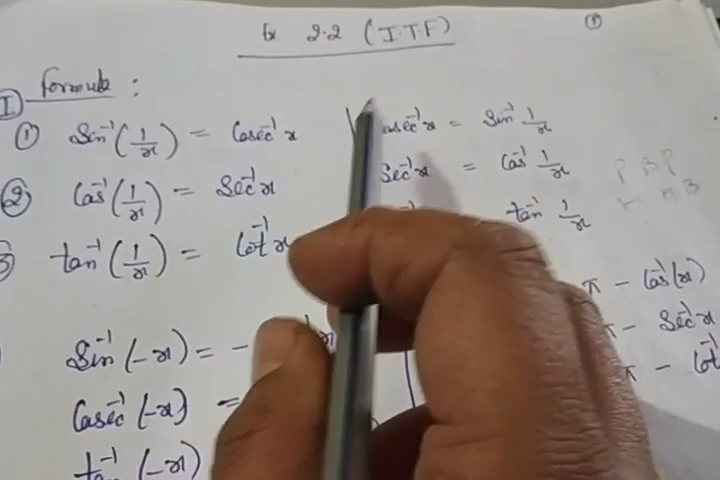 Ex 2.2 (I.T.F) ①
I Formula :
① Sin⁻¹(1/x) = Cosec⁻¹x | Cosec⁻¹x = Sin⁻¹ 1/x
② Cos⁻¹(1/x) = Sec⁻¹x Sec⁻¹x = Cos⁻¹ 1/x P B P
③ tan⁻¹(1/x) = Cot⁻¹x tan⁻¹ 1/x H B
π - Cos⁻¹(x)
Sin⁻¹(-x) = - π - Sec⁻¹x
Cosec⁻¹(-x) = π - Cot
tan⁻¹(-x)